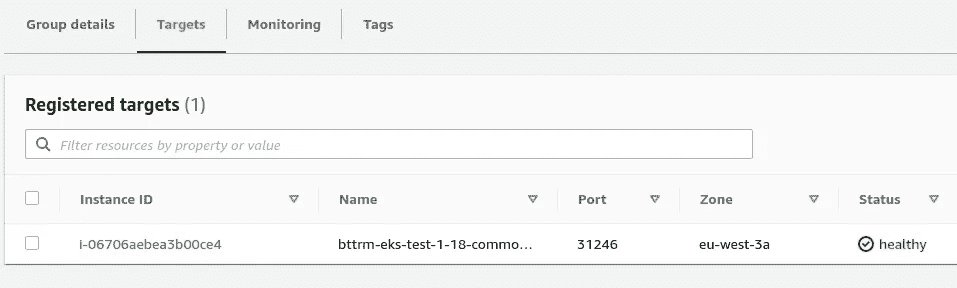 Group details Targets Monitoring Tags
Registered targets (1)
Filter resources by property or value
Instance ID Name Port Zone Status
i-06706aebea3b00ce4 bttrm-eks-test-1-18-commo... 31246 eu-west-3a healthy